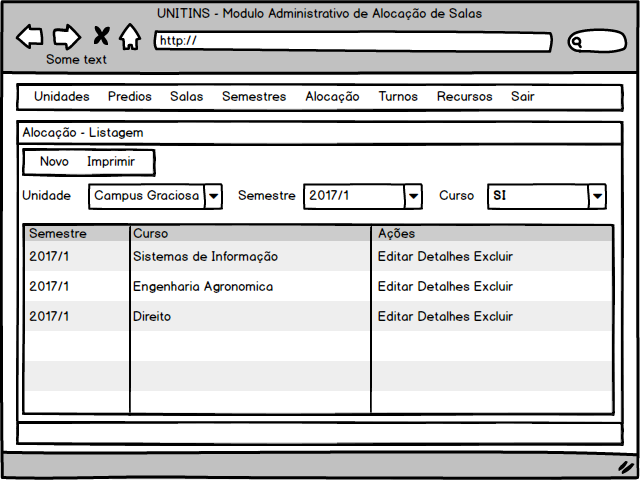 UNITINS - Modulo Administrativo de Alocação de Salas
http://
Some text
Unidades Predios Salas Semestres Alocação Turnos Recursos Sair
Alocação - Listagem
Novo Imprimir
Unidade Campus Graciosa Semestre 2017/1 Curso SI
Semestre Curso Ações
2017/1 Sistemas de Informação Editar Detalhes Excluir
2017/1 Engenharia Agronomica Editar Detalhes Excluir
2017/1 Direito Editar Detalhes Excluir